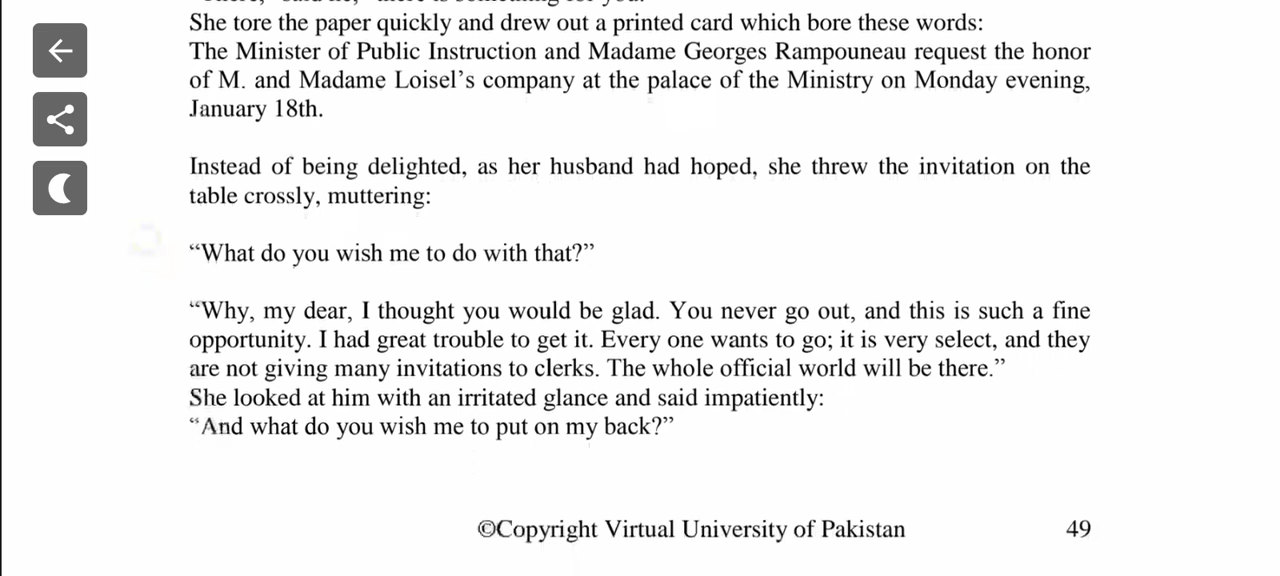 She tore the paper quickly and drew out a printed card which bore these words:
The Minister of Public Instruction and Madame Georges Rampouneau request the honor
of M. and Madame Loisel’s company at the palace of the Ministry on Monday evening,
January 18th.
Instead of being delighted, as her husband had hoped, she threw the invitation on the
table crossly, muttering:
“What do you wish me to do with that?”
“Why, my dear, I thought you would be glad. You never go out, and this is such a fine
opportunity. I had great trouble to get it. Every one wants to go; it is very select, and they
are not giving many invitations to clerks. The whole official world will be there.”
She looked at him with an irritated glance and said impatiently:
“And what do you wish me to put on my back?”
©Copyright Virtual University of Pakistan 49